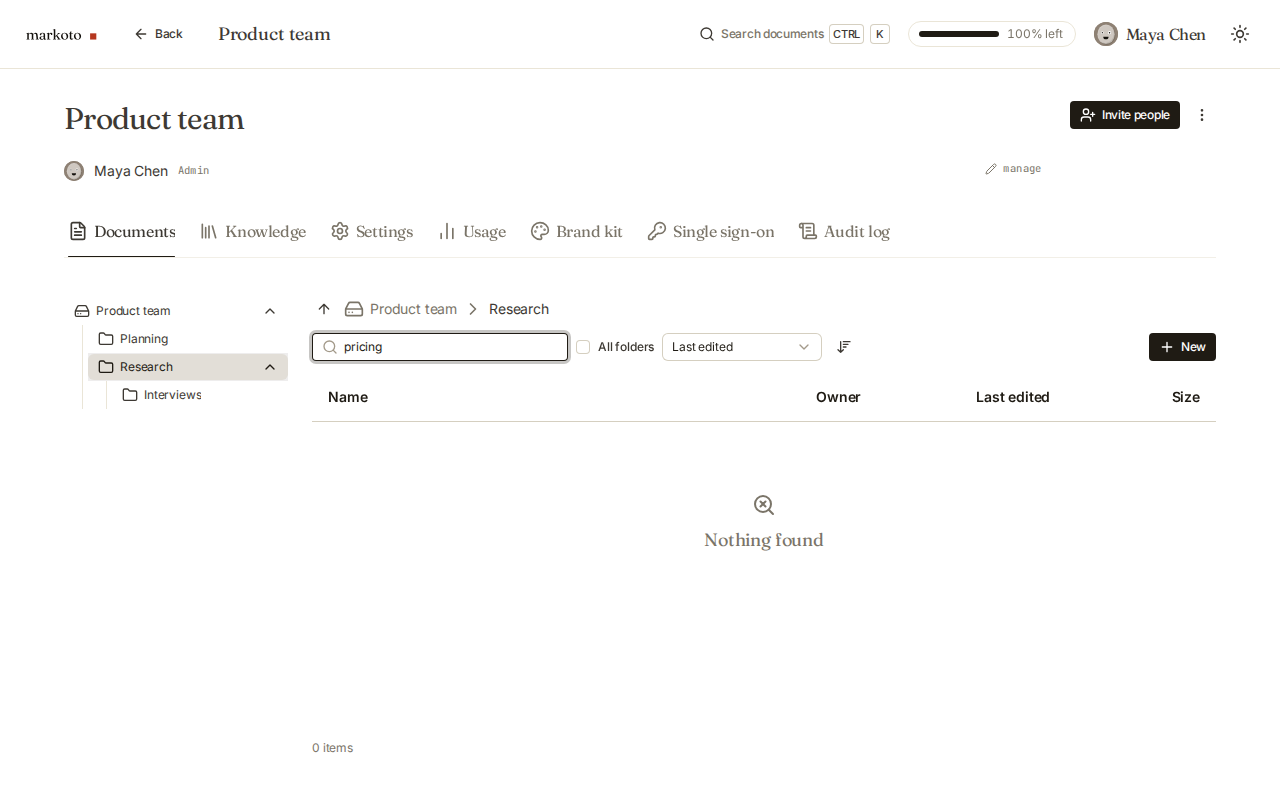 markoto
Back
Product team
Search documents CTRL K
100% left
Maya Chen
Product team
Invite people
Maya Chen Admin
manage
Documents
Knowledge
Settings
Usage
Brand kit
Single sign-on
Audit log
Product team
Planning
Research
Interviews
Product team
Research
pricing
All folders
Last edited
New
Name
Owner
Last edited
Size
Nothing found
0 items